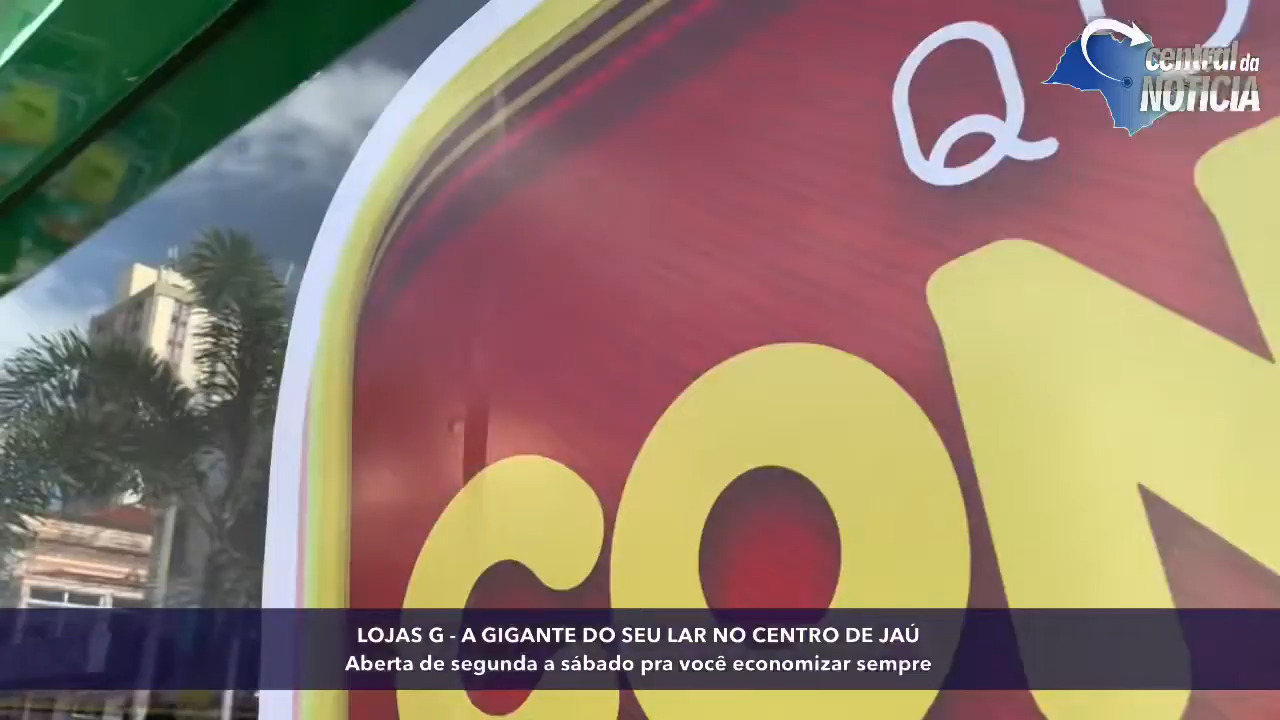 Q
central da
NOTÍCIA
CON
LOJAS G - A GIGANTE DO SEU LAR NO CENTRO DE JAÚ
Aberta de segunda a sábado pra você economizar sempre